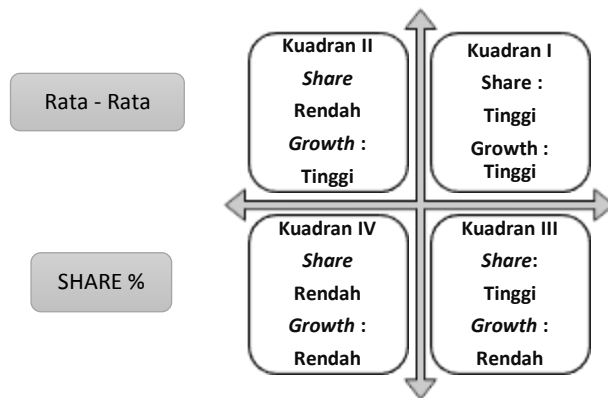 Rata - Rata
SHARE %
Kuadran II
Share
Rendah
Growth :
Tinggi
Kuadran I
Share :
Tinggi
Growth :
Tinggi
Kuadran IV
Share
Rendah
Growth :
Rendah
Kuadran III
Share:
Tinggi
Growth :
Rendah